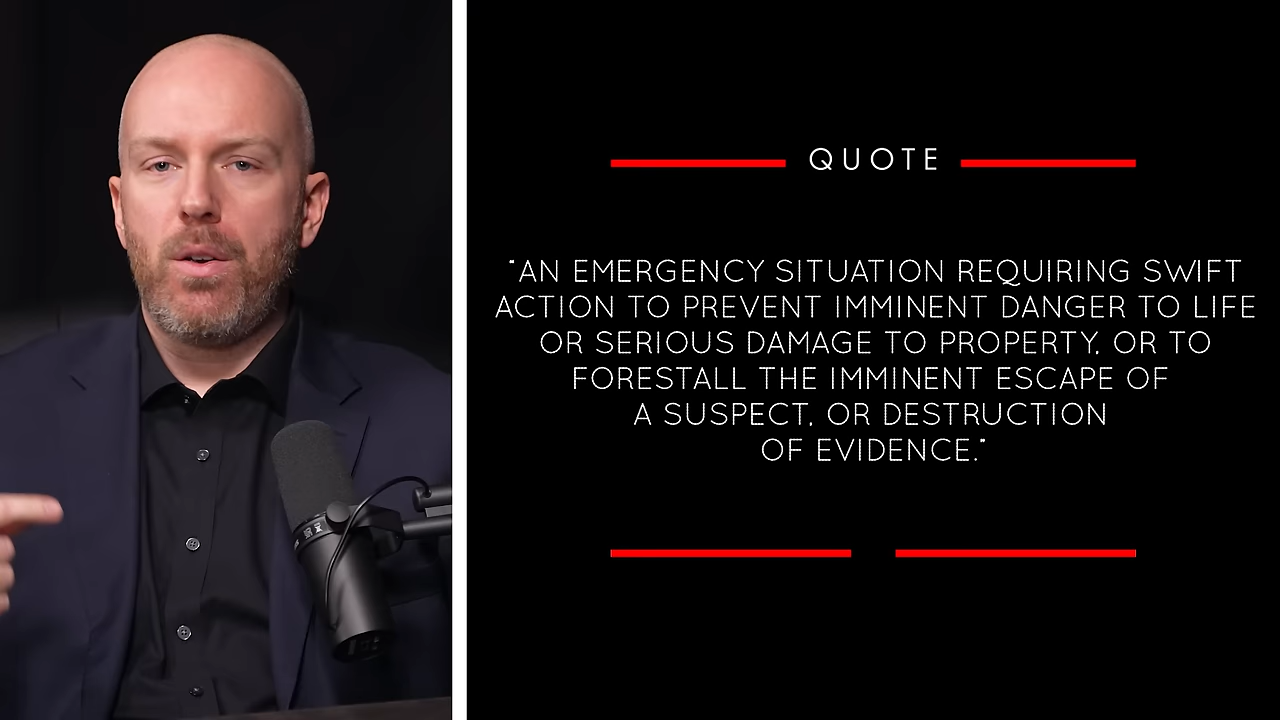 QUOTE
"AN EMERGENCY SITUATION REQUIRING SWIFT
ACTION TO PREVENT IMMINENT DANGER TO LIFE
OR SERIOUS DAMAGE TO PROPERTY, OR TO
FORESTALL THE IMMINENT ESCAPE OF
A SUSPECT, OR DESTRUCTION
OF EVIDENCE."